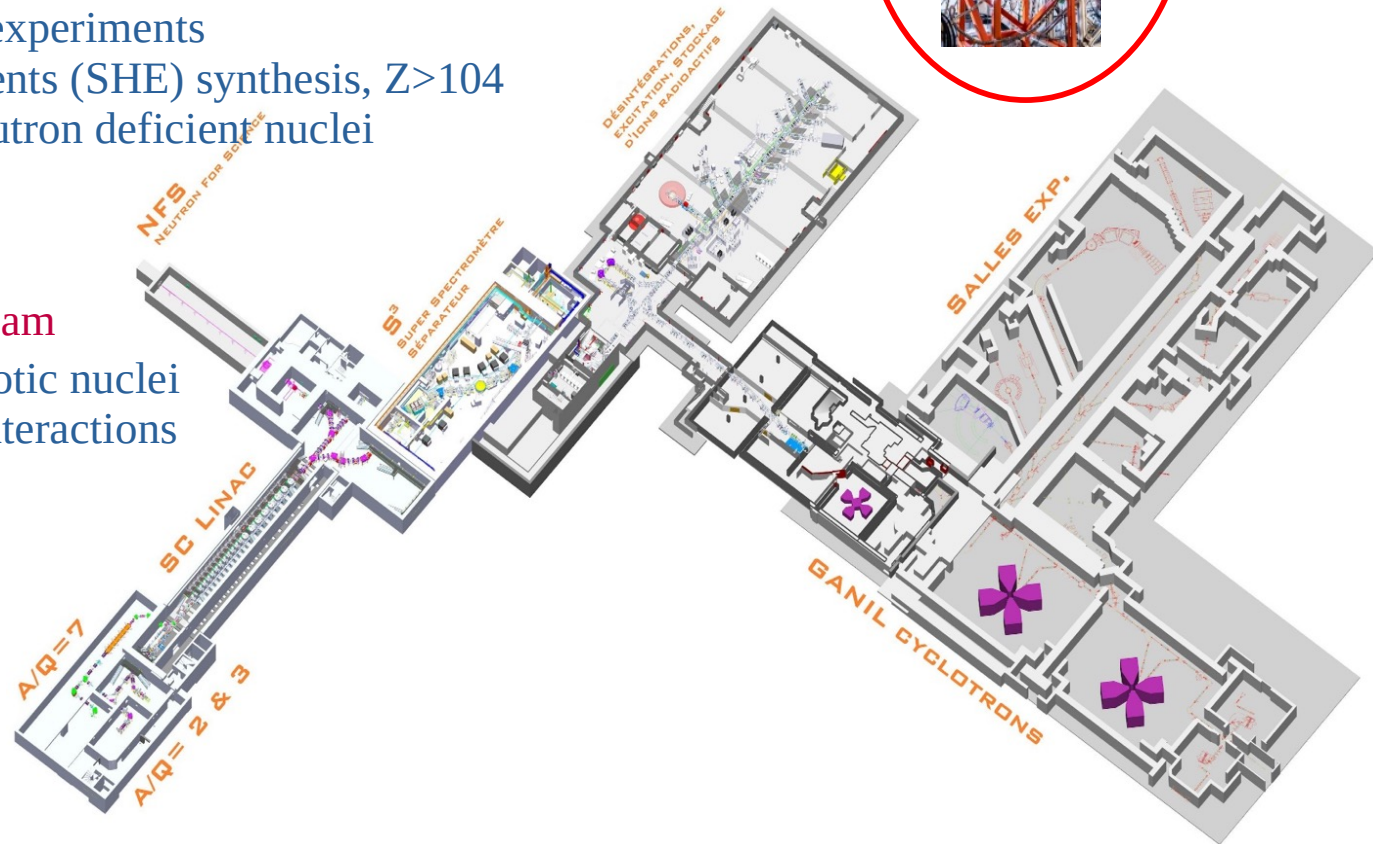 experiments
ents (SHE) synthesis, Z>104
utron deficient nuclei
am
otic nuclei
nteractions
NFS
NEUTRON FOR SCIENCE
S³
SUPER SPECTROMÈTRE
SÉPARATEUR
DÉSINTÉGRATIONS,
EXCITATION, STOCKAGE
D'IONS RADIOACTIFS
SALLES EXP.
SC LINAC
A/Q=7
A/Q= 2 & 3
GANIL CYCLOTRONS